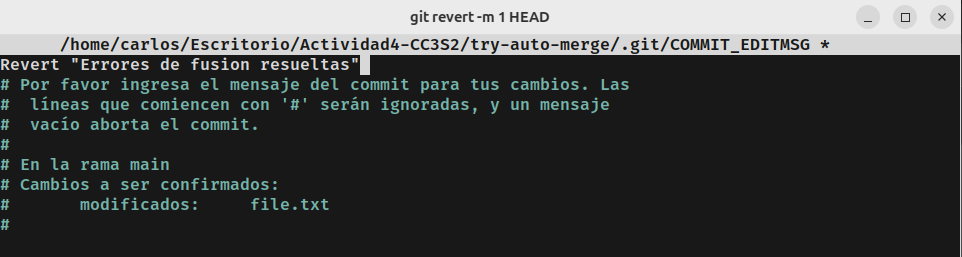 git revert -m 1 HEAD
/home/carlos/Escritorio/Actividad4-CC3S2/try-auto-merge/.git/COMMIT_EDITMSG *
Revert "Errores de fusion resueltas"
# Por favor ingresa el mensaje del commit para tus cambios. Las
#  líneas que comiencen con '#' serán ignoradas, y un mensaje
#  vacío aborta el commit.
#
# En la rama main
# Cambios a ser confirmados:
#       modificados:     file.txt
#